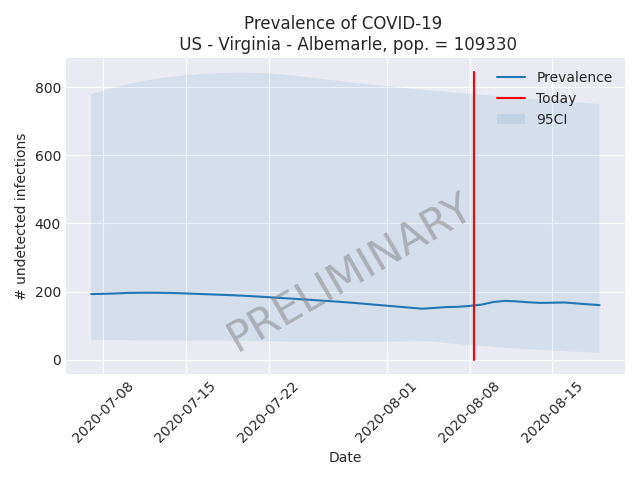 Prevalence of COVID-19
US - Virginia - Albemarle, pop. = 109330
Prevalence
Today
95CI
PRELIMINARY
# undetected infections
800
600
400
200
0
2020-07-08
2020-07-15
2020-07-22
2020-08-01
2020-08-08
2020-08-15
Date